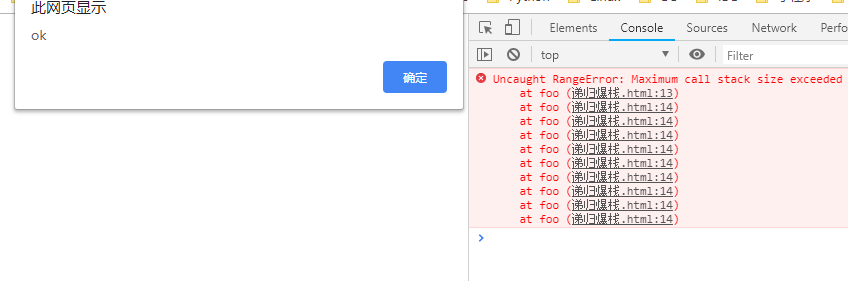 此网页显示
ok
确定
Elements Console Sources Network Perfo
top Filter
Uncaught RangeError: Maximum call stack size exceeded
at foo (递归爆栈.html:13)
at foo (递归爆栈.html:14)
at foo (递归爆栈.html:14)
at foo (递归爆栈.html:14)
at foo (递归爆栈.html:14)
at foo (递归爆栈.html:14)
at foo (递归爆栈.html:14)
at foo (递归爆栈.html:14)
at foo (递归爆栈.html:14)
at foo (递归爆栈.html:14)